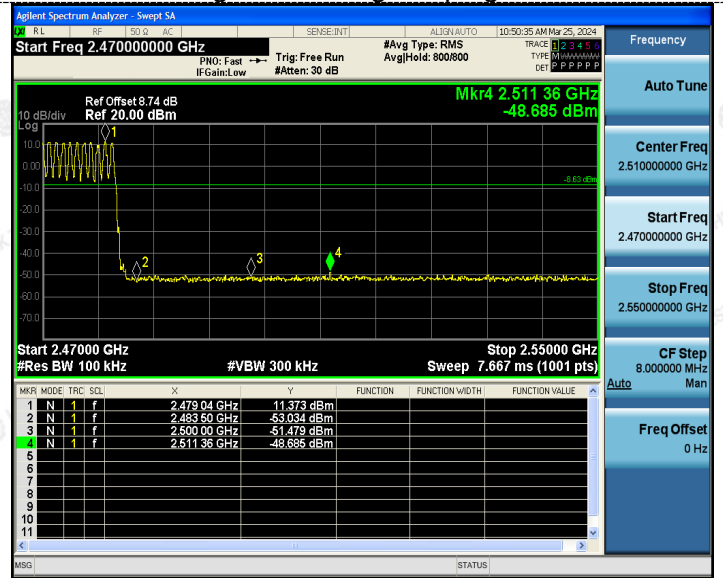 Agilent Spectrum Analyzer - Swept SA
LXI RL RF 50 Ω AC SENSE:INT ALIGN AUTO 10:50:35 AM Mar 25, 2024
Start Freq 2.470000000 GHz
PNO: Fast
IFGain:Low
Trig: Free Run
#Atten: 30 dB
#Avg Type: RMS
Avg|Hold: 800/800
TRACE 1 2 3 4 5 6
TYPE M WWWWW
DET P P P P P P
Frequency
Auto Tune
Center Freq
2.510000000 GHz
Start Freq
2.470000000 GHz
Stop Freq
2.550000000 GHz
CF Step
8.000000 MHz
Auto Man
Freq Offset
0 Hz
Mkr4 2.511 36 GHz
-48.685 dBm
Ref Offset 8.74 dB
10 dB/div Ref 20.00 dBm
Log
10.0
0.00
-10.0
-20.0
-30.0
-40.0
-50.0
-60.0
-70.0
1
2
3
4
-8.63 dBm
Start 2.47000 GHz Stop 2.55000 GHz
#Res BW 100 kHz #VBW 300 kHz Sweep 7.667 ms (1001 pts)
MKR MODE TRC SCL X Y FUNCTION FUNCTION WIDTH FUNCTION VALUE
1 N 1 f 2.479 04 GHz 11.373 dBm
2 N 1 f 2.483 50 GHz -53.034 dBm
3 N 1 f 2.500 00 GHz -51.479 dBm
4 N 1 f 2.511 36 GHz -48.685 dBm
5
6
7
8
9
10
11
MSG STATUS